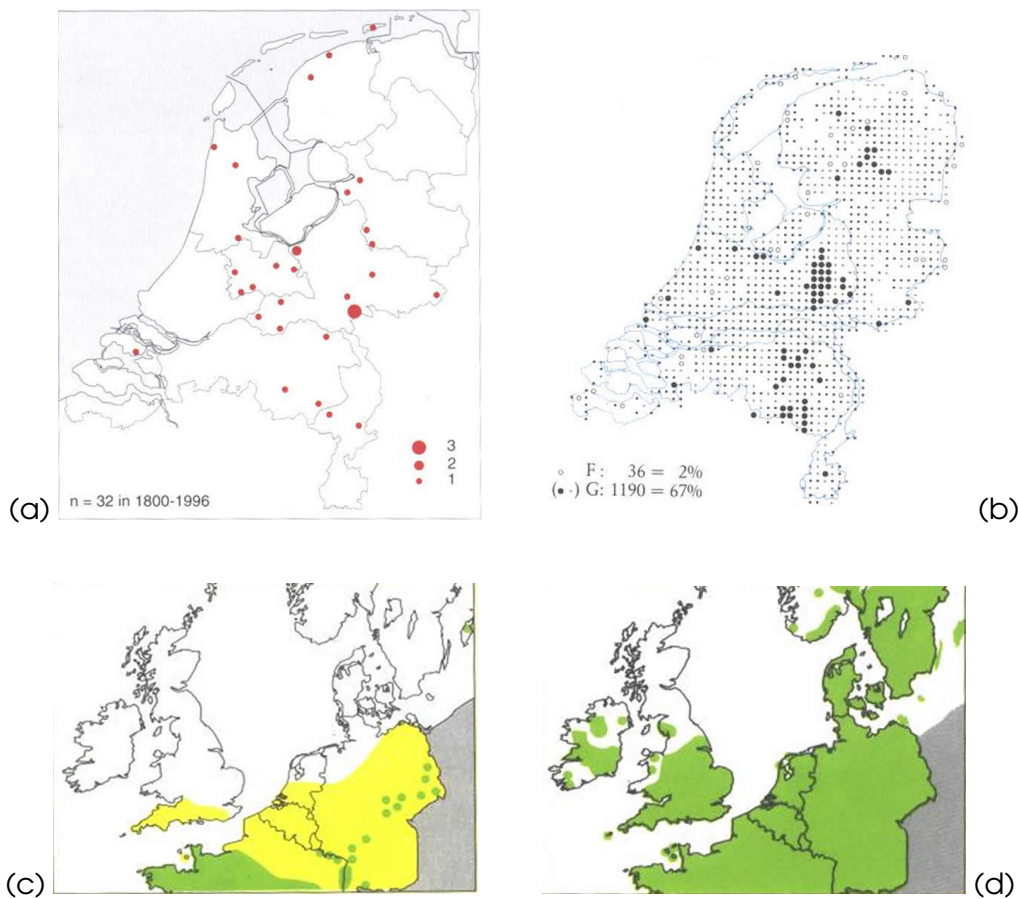 3
2
1
n = 32 in 1800-1996
(a)
F: 36 = 2%
(• ·) G: 1190 = 67%
(b)
(c)
(d)